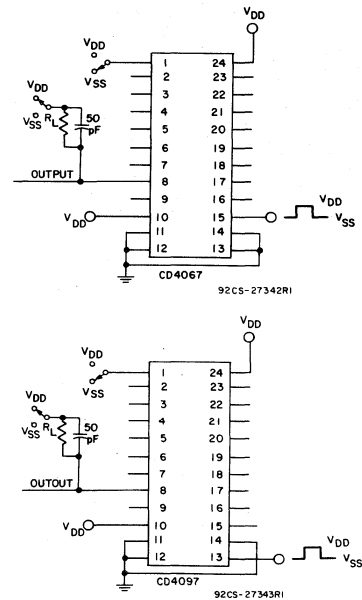 VDD
VDD
VSS
1 24
2 23
VDD
3 22
4 21
VSS RL 50 pF
5 20
6 19
7 18
OUTPUT 8 17
9 16
VDD 10 15 VDD
11 14 VSS
12 13
CD4067
92CS-27342R1
VDD
VDD
VSS
1 24
2 23
VDD
3 22
4 21
VSS RL 50 pF
5 20
6 19
7 18
OUTOUT 8 17
9 16
VDD 10 15
11 14 VDD
12 13 VSS
CD4097
92CS-27343R1